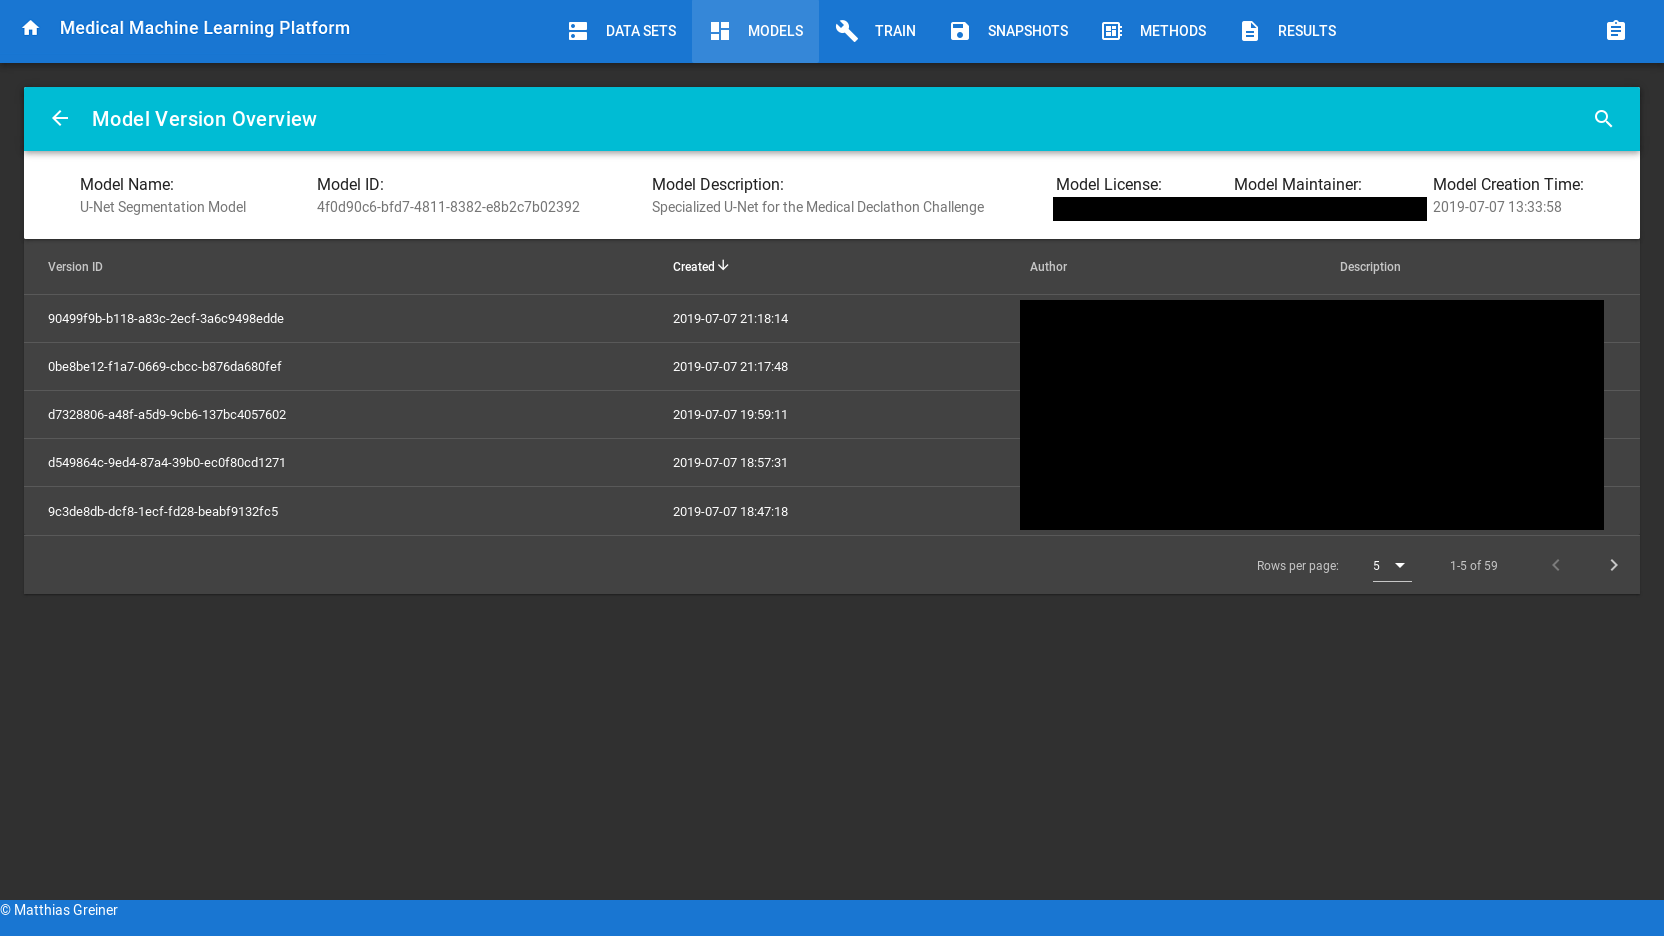 Medical Machine Learning Platform
DATA SETS
MODELS
TRAIN
SNAPSHOTS
METHODS
RESULTS
Model Version Overview
Model Name:
U-Net Segmentation Model
Model ID:
4f0d90c6-bfd7-4811-8382-e8b2c7b02392
Model Description:
Specialized U-Net for the Medical Declathon Challenge
Model License:
Model Maintainer:
Model Creation Time:
2019-07-07 13:33:58
Version ID Created Author Description
90499f9b-b118-a83c-2ecf-3a6c9498edde 2019-07-07 21:18:14
0be8be12-f1a7-0669-cbcc-b876da680fef 2019-07-07 21:17:48
d7328806-a48f-a5d9-9cb6-137bc4057602 2019-07-07 19:59:11
d549864c-9ed4-87a4-39b0-ec0f80cd1271 2019-07-07 18:57:31
9c3de8db-dcf8-1ecf-fd28-beabf9132fc5 2019-07-07 18:47:18
Rows per page: 5 1-5 of 59
© Matthias Greiner